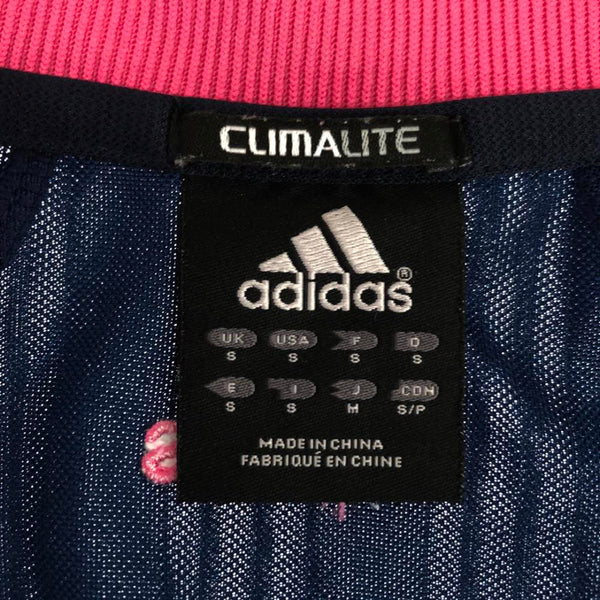 CLIMALITE
adidas®
UK USA F D
S S S S
E I J CDN
S S M S/P
MADE IN CHINA
FABRIQUÉ EN CHINE